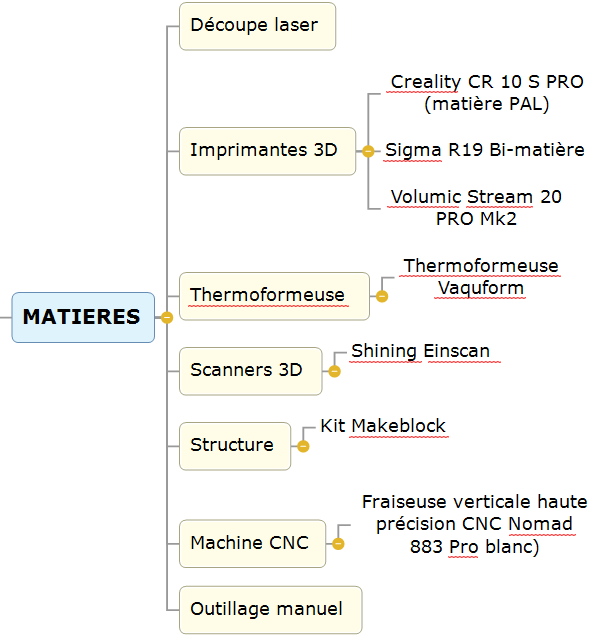 Découpe laser
Creality CR 10 S PRO
(matière PAL)
Imprimantes 3D
Sigma R19 Bi-matière
Volumic Stream 20
PRO Mk2
Thermoformeuse
Thermoformeuse
Vaquform
MATIERES
Scanners 3D
Shining Einscan
Structure
Kit Makeblock
Machine CNC
Fraiseuse verticale haute
précision CNC Nomad
883 Pro blanc)
Outillage manuel